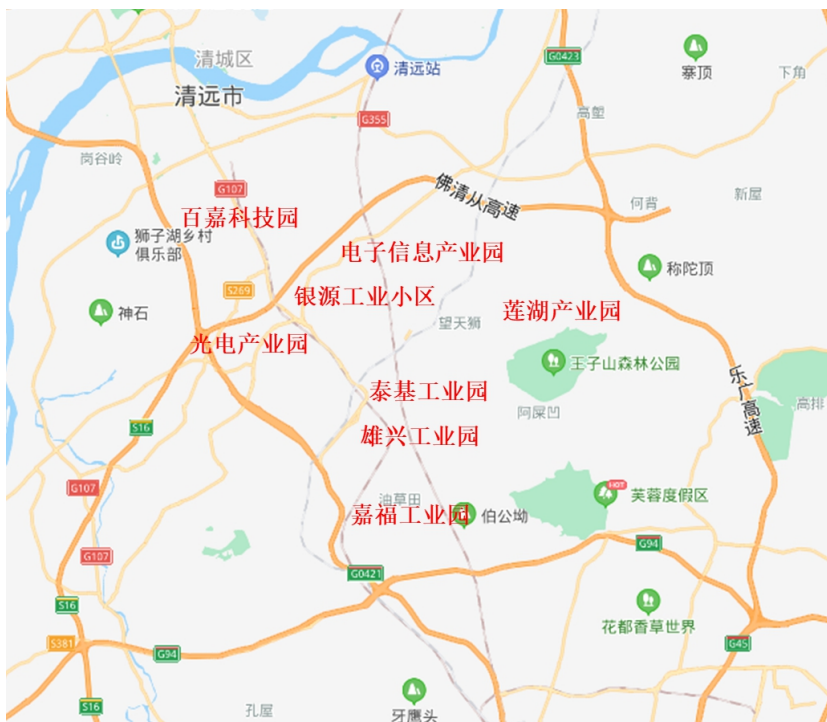 清城区
清远市
清远站
G0423
寨顶
下角
高塱
G355
岗谷岭
G107
佛清从高速
何背
新屋
百嘉科技园
狮子湖乡村
俱乐部
电子信息产业园
称陀顶
S269
银源工业小区
莲湖产业园
神石
望天狮
光电产业园
王子山森林公园
乐广高速
泰基工业园
阿屎凹
高排
S16
雄兴工业园
G107
油草田
HOT
芙蓉度假区
嘉福工业园
伯公坳
G94
G107
G0421
S16
花都香草世界
S381
G94
G45
S16
孔屋
牙鹰头